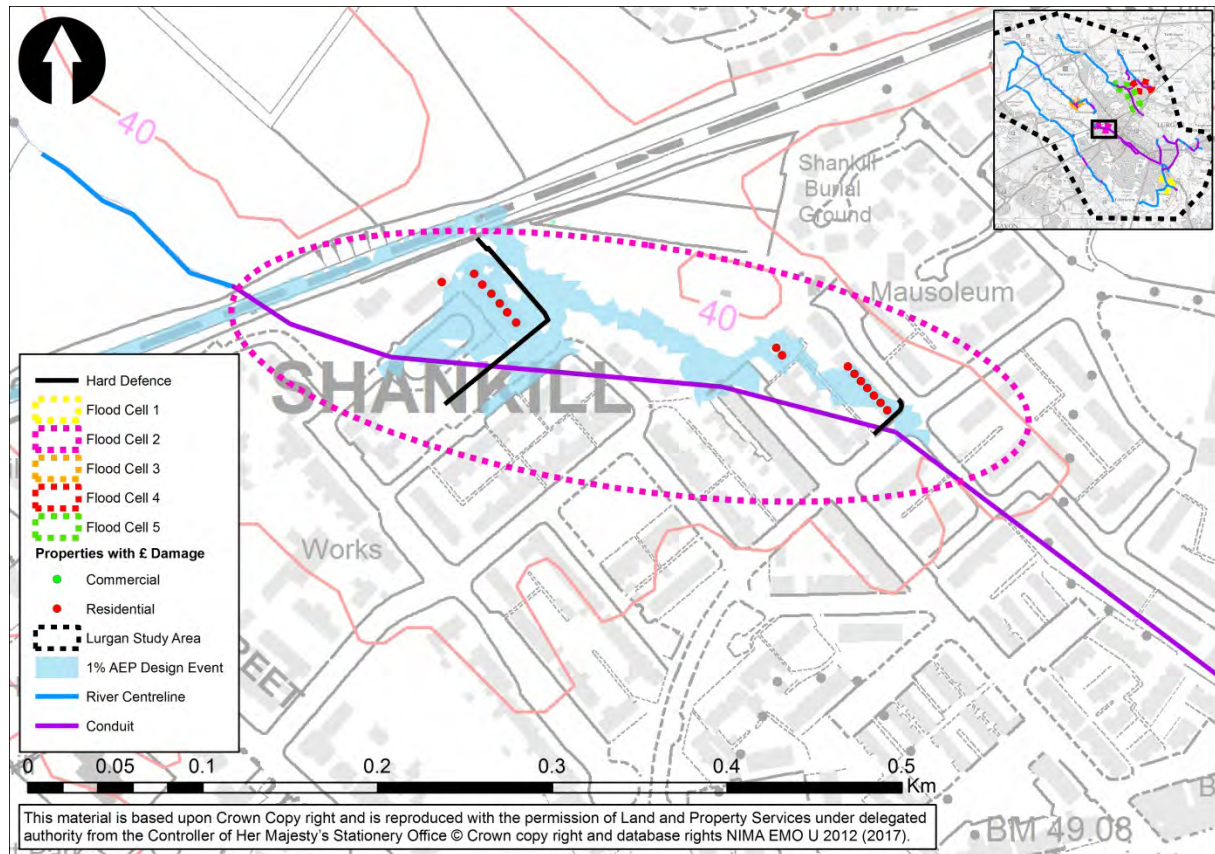 40
Shankill
Burial
Ground
Mausoleum
40
SHANKILL
Works
REET
BM 49.08
LURG
Hard Defence
Flood Cell 1
Flood Cell 2
Flood Cell 3
Flood Cell 4
Flood Cell 5
Properties with £ Damage
Commercial
Residential
Lurgan Study Area
1% AEP Design Event
River Centreline
Conduit
0 0.05 0.1 0.2 0.3 0.4 0.5
Km
This material is based upon Crown Copy right and is reproduced with the permission of Land and Property Services under delegated
authority from the Controller of Her Majesty's Stationery Office © Crown copy right and database rights NIMA EMO U 2012 (2017).